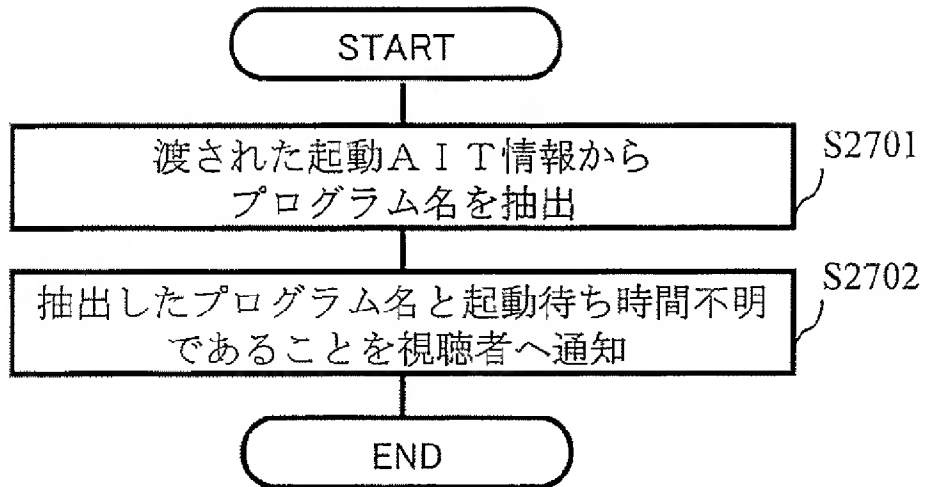 START
渡された起動ＡＩＴ情報から
プログラム名を抽出
S2701
抽出したプログラム名と起動待ち時間不明
であることを視聴者へ通知
S2702
END